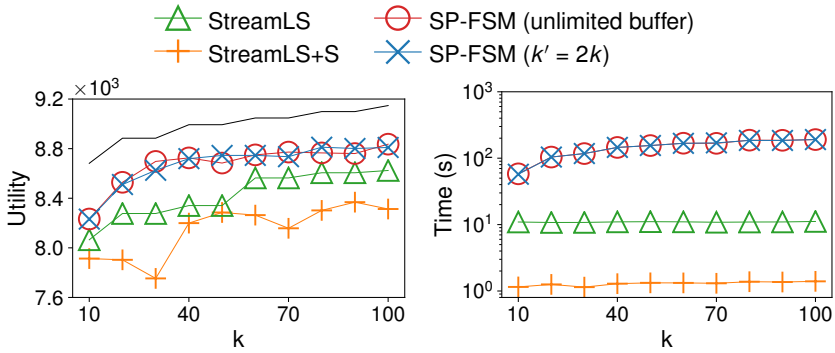 StreamLS
StreamLS+S
SP-FSM (unlimited buffer)
SP-FSM (k′ = 2k)
×10³
9.2
8.8
8.4
8.0
7.6
Utility
10 40 70 100
k
10³
10²
10¹
10⁰
Time (s)
10 40 70 100
k